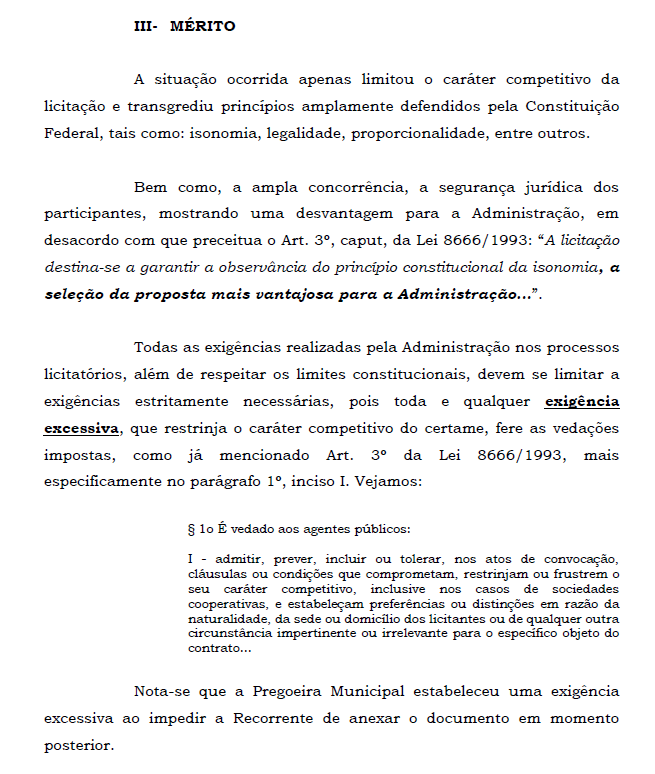 III- MÉRITO
A situação ocorrida apenas limitou o caráter competitivo da
licitação e transgrediu princípios amplamente defendidos pela Constituição
Federal, tais como: isonomia, legalidade, proporcionalidade, entre outros.
Bem como, a ampla concorrência, a segurança jurídica dos
participantes, mostrando uma desvantagem para a Administração, em
desacordo com que preceitua o Art. 3º, caput, da Lei 8666/1993: “A licitação
destina-se a garantir a observância do princípio constitucional da isonomia, a
seleção da proposta mais vantajosa para a Administração...”.
Todas as exigências realizadas pela Administração nos processos
licitatórios, além de respeitar os limites constitucionais, devem se limitar a
exigências estritamente necessárias, pois toda e qualquer exigência
excessiva, que restrinja o caráter competitivo do certame, fere as vedações
impostas, como já mencionado Art. 3º da Lei 8666/1993, mais
especificamente no parágrafo 1º, inciso I. Vejamos:
§ 1o É vedado aos agentes públicos:
I - admitir, prever, incluir ou tolerar, nos atos de convocação,
cláusulas ou condições que comprometam, restrinjam ou frustrem o
seu caráter competitivo, inclusive nos casos de sociedades
cooperativas, e estabeleçam preferências ou distinções em razão da
naturalidade, da sede ou domicílio dos licitantes ou de qualquer outra
circunstância impertinente ou irrelevante para o específico objeto do
contrato...
Nota-se que a Pregoeira Municipal estabeleceu uma exigência
excessiva ao impedir a Recorrente de anexar o documento em momento
posterior.